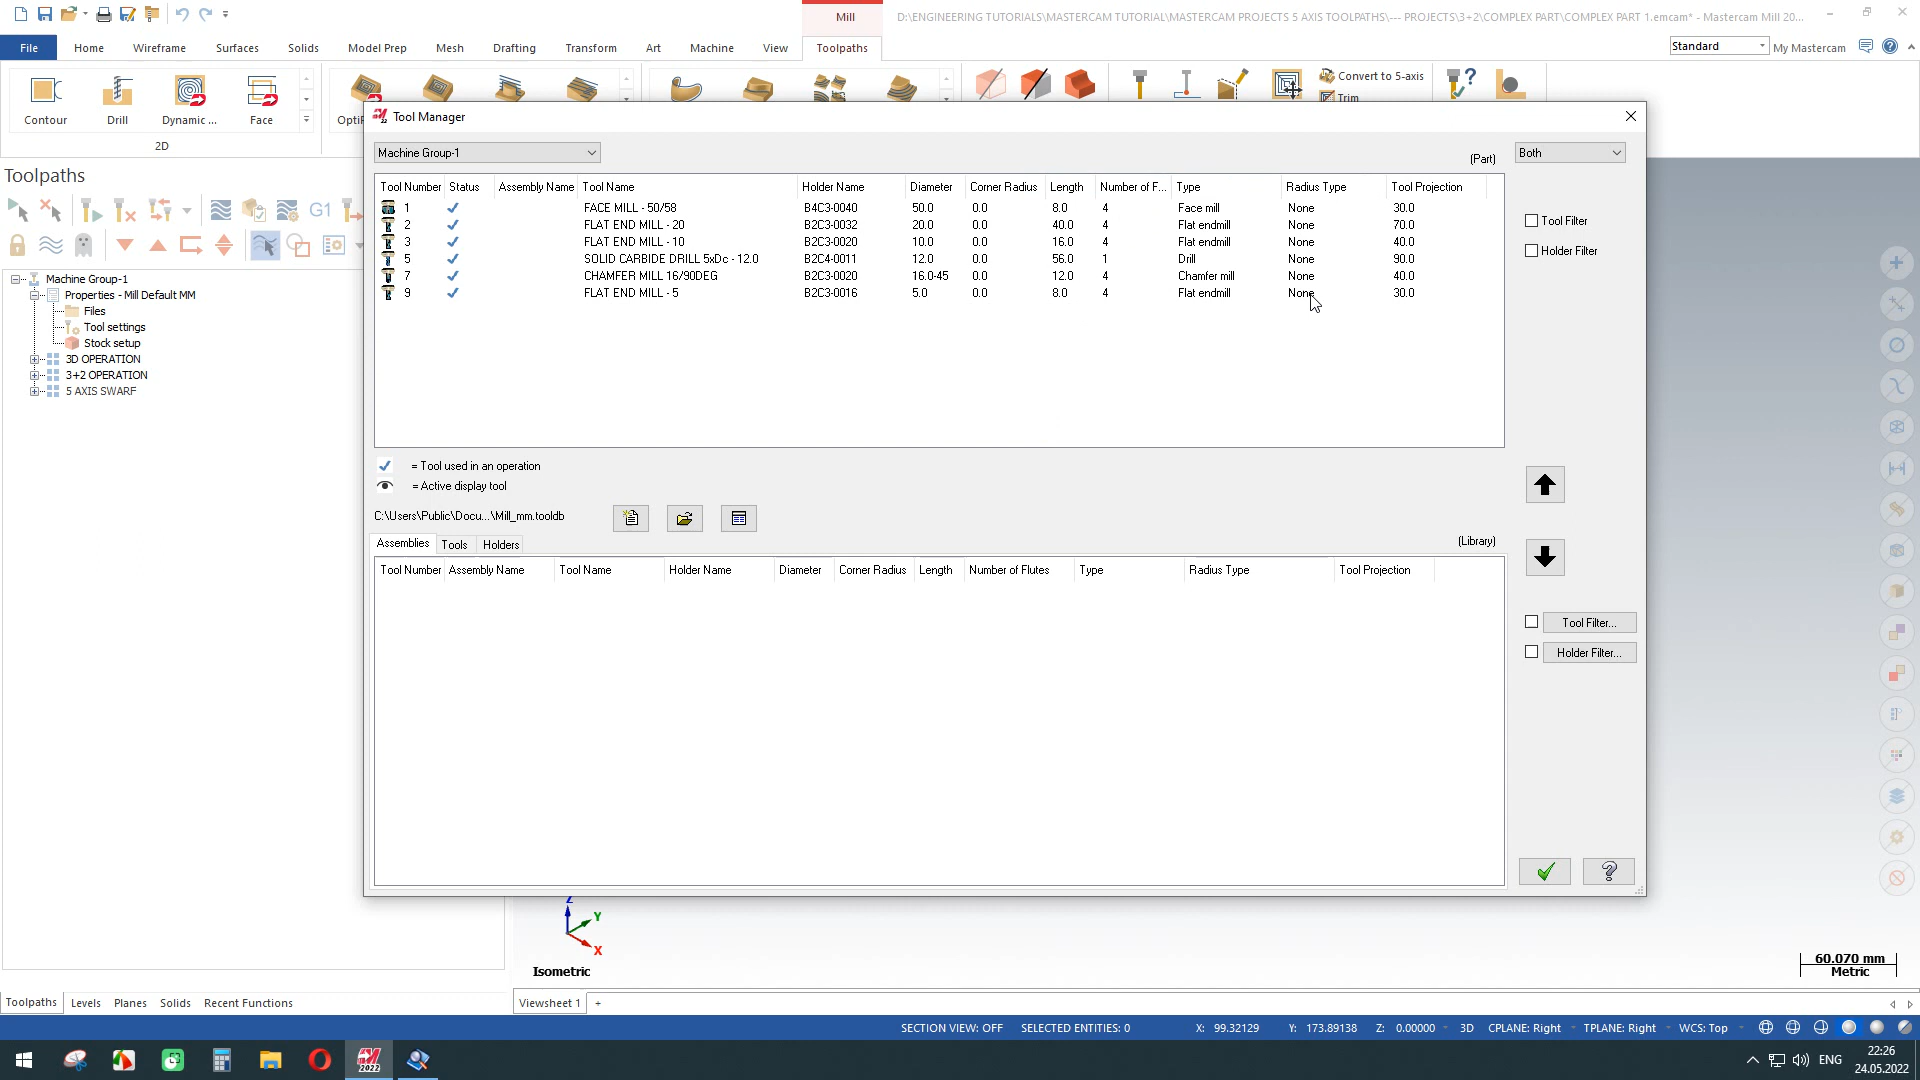 Mill
D:\ENGINEERING TUTORIALS\MASTERCAM TUTORIAL\MASTERCAM PROJECTS 5 AXIS TOOLPATHS\--- PROJECTS\3+2\COMPLEX PART\COMPLEX PART 1.emcam* - Mastercam Mill 20...
File Home Wireframe Surfaces Solids Model Prep Mesh Drafting Transform Art Machine View Toolpaths
Standard My Mastercam
Convert to 5-axis
Trim
Contour Drill Dynamic ... Face
2D
Tool Manager
Machine Group-1
(Part)
Both
Toolpaths
G1
Tool Number Status Assembly Name Tool Name Holder Name Diameter Corner Radius Length Number of F... Type Radius Type Tool Projection
1 FACE MILL - 50/58 B4C3-0040 50.0 0.0 8.0 4 Face mill None 30.0
2 FLAT END MILL - 20 B2C3-0032 20.0 0.0 40.0 4 Flat endmill None 70.0
3 FLAT END MILL - 10 B2C3-0020 10.0 0.0 16.0 4 Flat endmill None 40.0
5 SOLID CARBIDE DRILL 5xDc - 12.0 B2C4-0011 12.0 0.0 56.0 1 Drill None 90.0
7 CHAMFER MILL 16/90DEG B2C3-0020 16.0-45 0.0 12.0 4 Chamfer mill None 40.0
9 FLAT END MILL - 5 B2C3-0016 5.0 0.0 8.0 4 Flat endmill None 30.0
Tool Filter
Holder Filter
Machine Group-1
Properties - Mill Default MM
Files
Tool settings
Stock setup
3D OPERATION
3+2 OPERATION
5 AXIS SWARF
= Tool used in an operation
= Active display tool
C:\Users\Public\Docu...\Mill_mm.tooldb
Assemblies Tools Holders
(Library)
Tool Number Assembly Name Tool Name Holder Name Diameter Corner Radius Length Number of Flutes Type Radius Type Tool Projection
Tool Filter...
Holder Filter...
Z
Y
X
Isometric
60.070 mm
Metric
Toolpaths Levels Planes Solids Recent Functions
Viewsheet 1 +
SECTION VIEW: OFF SELECTED ENTITIES: 0 X: 99.32129 Y: 173.89138 Z: 0.00000 3D CPLANE: Right TPLANE: Right WCS: Top
2022
ENG
22:26
24.05.2022